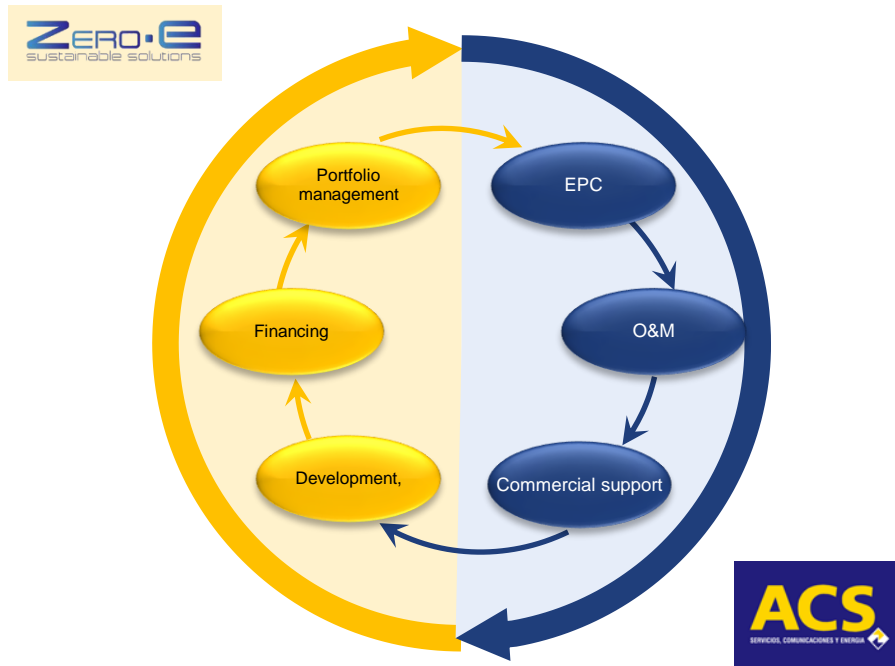 ZERO·E
sustainable solutions
Portfolio
management
EPC
Financing
O&M
Development,
Commercial support
ACS
SERVICIOS, COMUNICACIONES Y ENERGIA